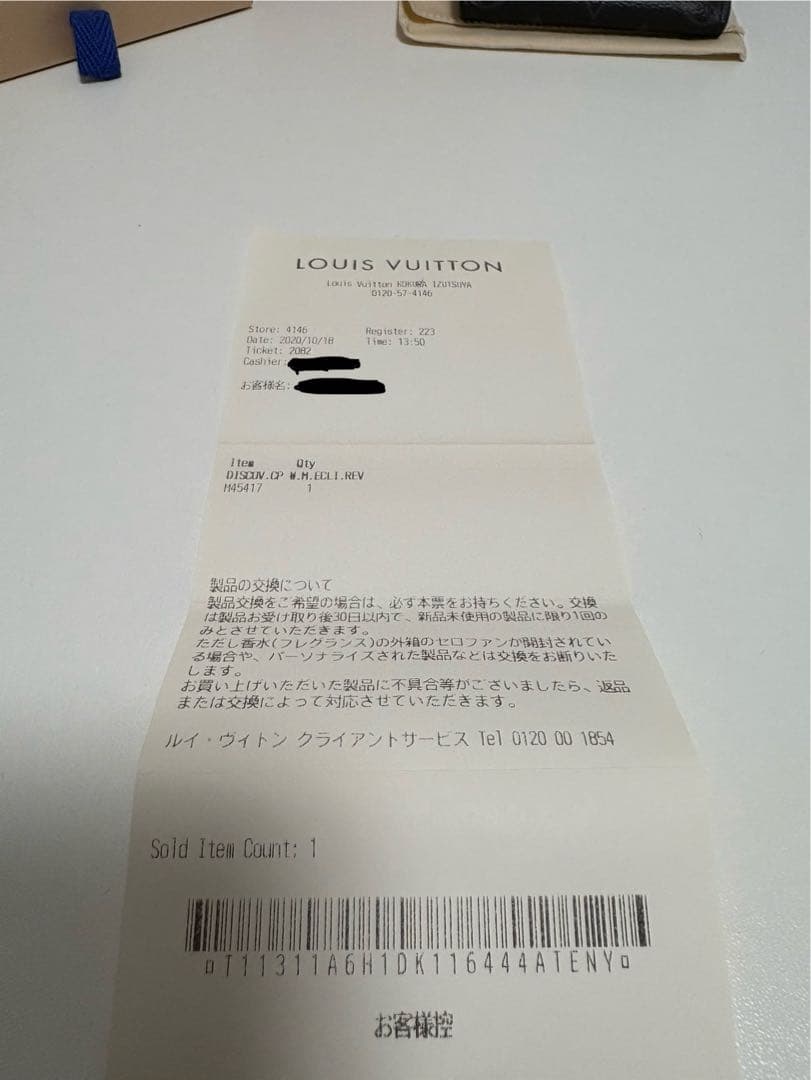 LOUIS VUITTON
Louis Vuitton KOKURA IZUTSUYA
0120-57-4146
Store: 4146 Register: 223
Date: 2020/10/18 Time: 13:50
Ticket: 2082
Cashier:
お客様名:
Item Qty
DISCOV.CP W.M.ECLI.REV
M45417 1
製品の交換について
製品交換をご希望の場合は、必ず本票をお持ちください。交換
は製品お受け取り後30日以内で、新品未使用の製品に限り1回の
みとさせていただきます。
ただし香水(フレグランス)の外箱のセロファンが開封されてい
る場合や、パーソナライズされた製品などは交換をお断りいた
します。
お買い上げいただいた製品に不具合等がございましたら、返品
または交換によって対応させていただきます。
ルイ・ヴィトン クライアントサービス Tel 0120 00 1854
Sold Item Count: 1
¤T11311A6H1DK116444ATENY¤
お客様控